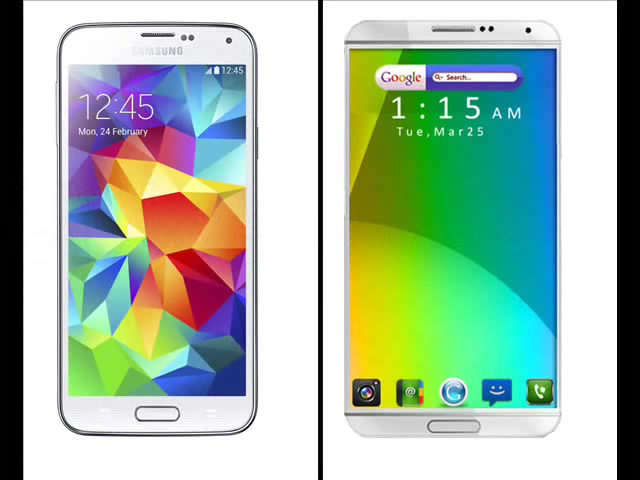 SAMSUNG
12:45
12:45
Mon, 24 February
Google Search...
1:15 AM
Tue,Mar25
@
G